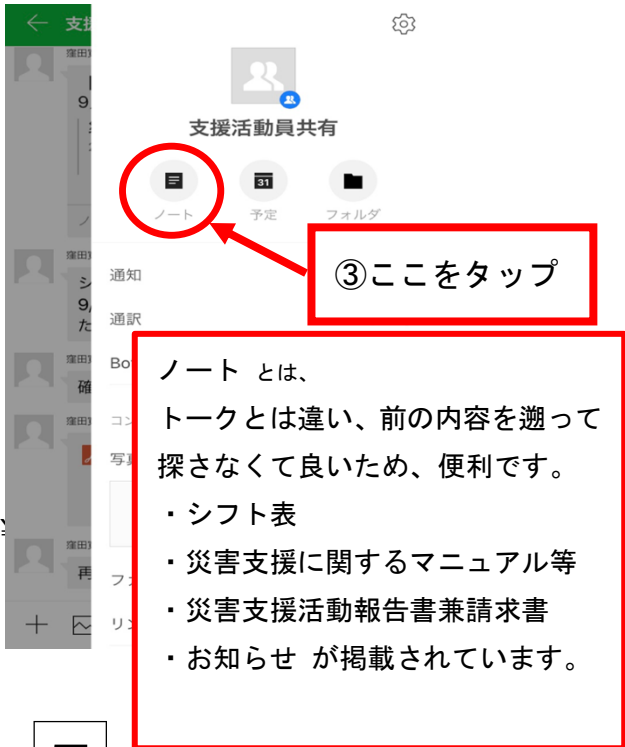 支援活動員共有
31
ノート
予定
フォルダ
③ここをタップ
通知
通訳
9/
た
確
再
ノート とは、
トークとは違い、前の内容を遡って
探さなくて良いため、便利です。
・シフト表
・災害支援に関するマニュアル等
・災害支援活動報告書兼請求書
・お知らせ が掲載されています。